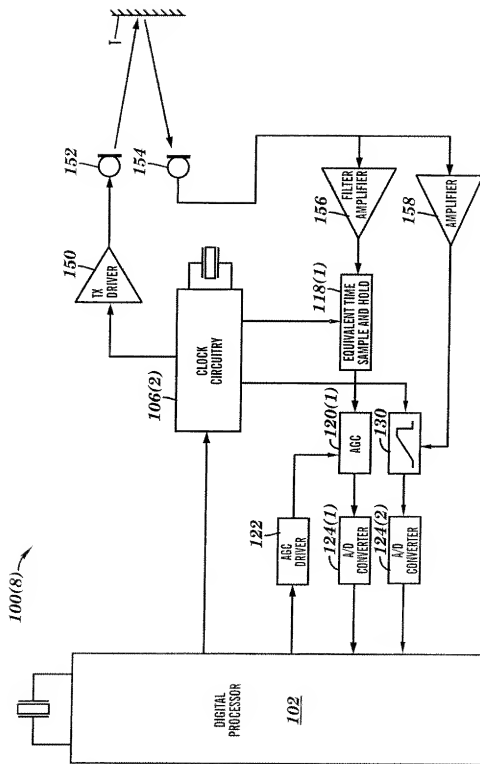 100(8)
T
152
154
150
TX
DRIVER
156
FILTER
AMPLIFIER
158
AMPLIFIER
106(2)
CLOCK
CIRCUITRY
118(1)
EQUIVALENT TIME
SAMPLE AND HOLD
120(1)
AGC
130
122
AGC
DRIVER
124(1)
A/D
CONVERTER
124(2)
A/D
CONVERTER
DIGITAL
PROCESSOR
102